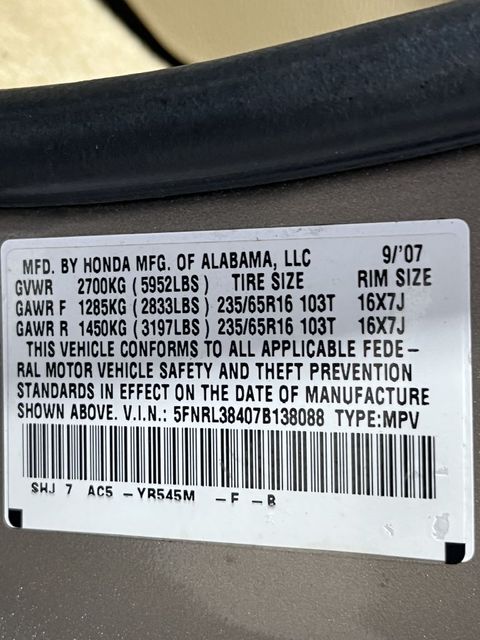 MFD. BY HONDA MFG. OF ALABAMA, LLC 9/'07
GVWR 2700KG (5952LBS) TIRE SIZE RIM SIZE
GAWR F 1285KG (2833LBS) 235/65R16 103T 16X7J
GAWR R 1450KG (3197LBS) 235/65R16 103T 16X7J
THIS VEHICLE CONFORMS TO ALL APPLICABLE FEDE-
RAL MOTOR VEHICLE SAFETY AND THEFT PREVENTION
STANDARDS IN EFFECT ON THE DATE OF MANUFACTURE
SHOWN ABOVE. V.I.N.: 5FNRL38407B138088 TYPE:MPV
SHJ 7 AC5 -YR545M -F -B